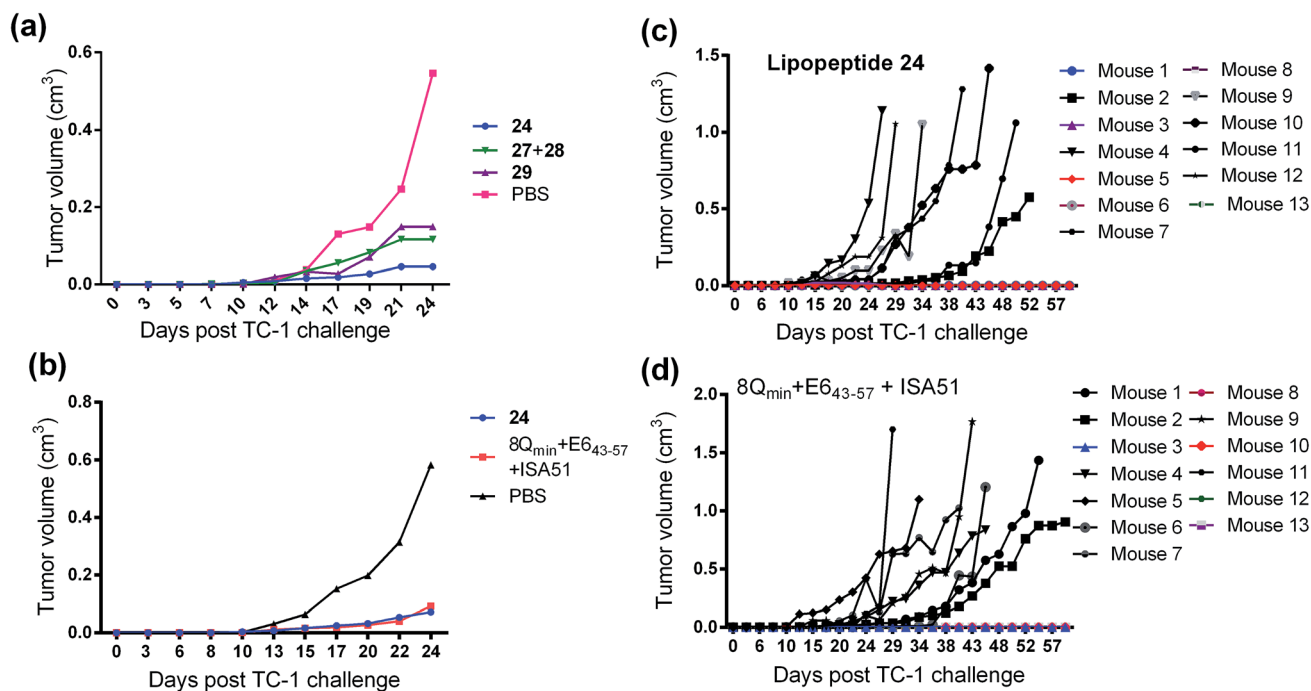 (a)
Tumor volume (cm³)
0.6
0.4
0.2
0.0
0 3 5 7 10 12 14 17 19 21 24
Days post TC-1 challenge
24
27+28
29
PBS
(b)
Tumor volume (cm³)
0.8
0.6
0.4
0.2
0.0
0 3 6 8 10 13 15 17 20 22 24
Days post TC-1 challenge
24
8Qmin+E643-57
+ISA51
PBS
(c)
Lipopeptide 24
Tumor volume (cm³)
1.5
1.0
0.5
0.0
0 6 10 15 20 24 29 34 38 43 48 52 57
Days post TC-1 challenge
Mouse 1
Mouse 2
Mouse 3
Mouse 4
Mouse 5
Mouse 6
Mouse 7
Mouse 8
Mouse 9
Mouse 10
Mouse 11
Mouse 12
Mouse 13
(d)
8Qmin+E643-57 + ISA51
Tumor volume (cm³)
2.0
1.5
1.0
0.5
0.0
0 6 10 15 20 24 29 34 38 43 48 52 57
Days post TC-1 challenge
Mouse 1
Mouse 2
Mouse 3
Mouse 4
Mouse 5
Mouse 6
Mouse 7
Mouse 8
Mouse 9
Mouse 10
Mouse 11
Mouse 12
Mouse 13